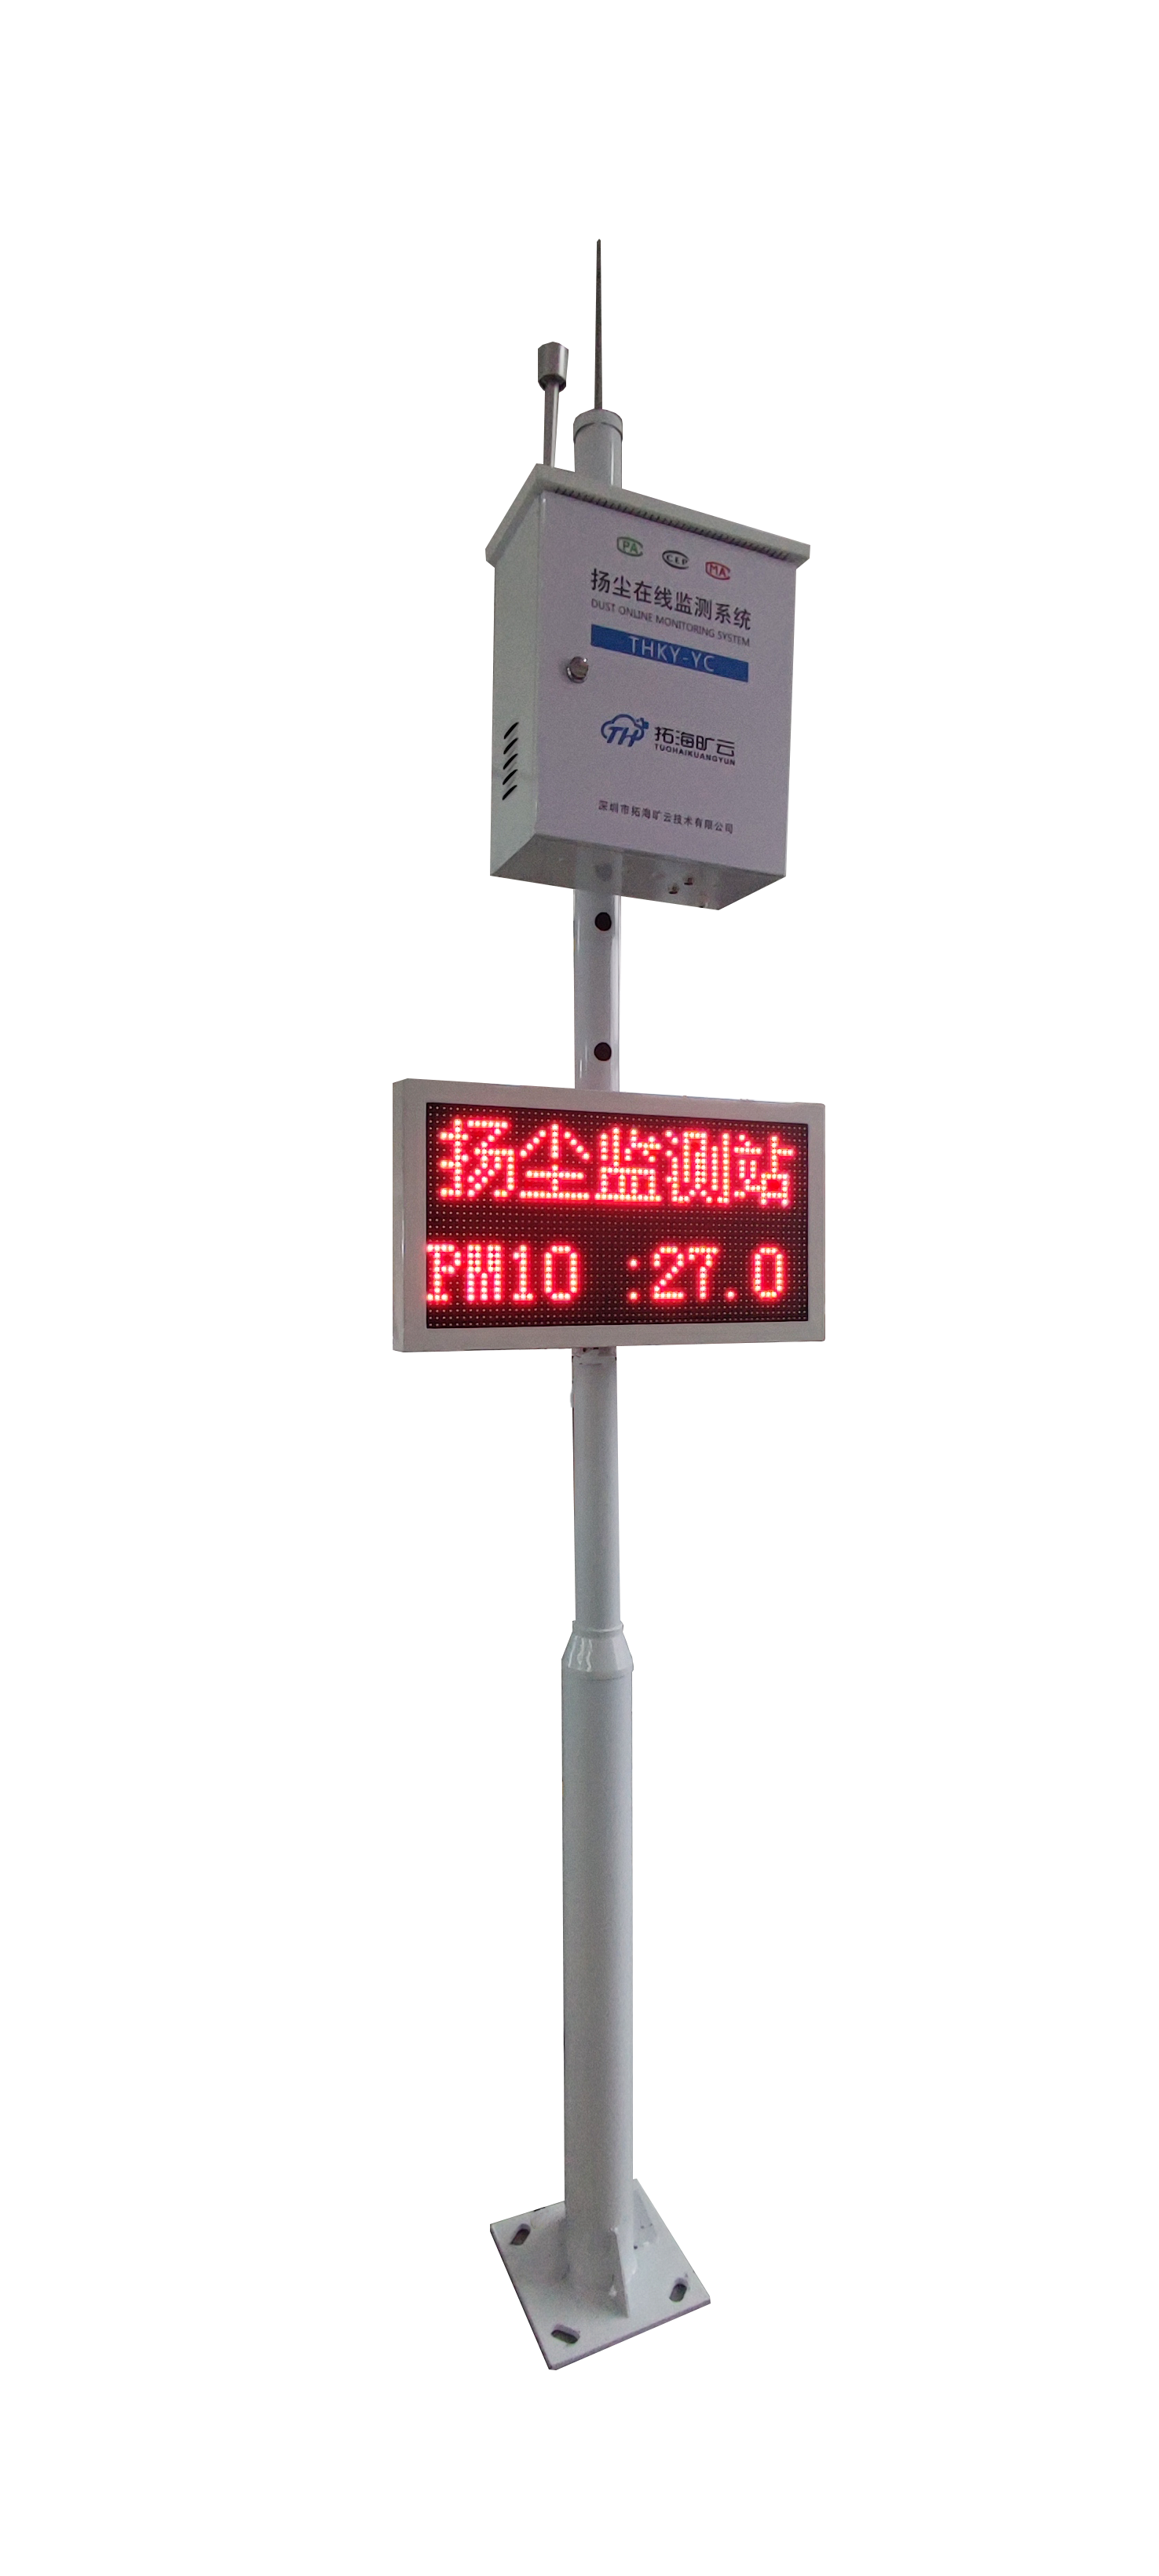 PA CEP MA
扬尘在线监测系统
DUST ONLINE MONITORING SYSTEM
THKY-YC
TH 拓海旷云
TUOHAIKUANGYUN
深圳市拓海旷云技术有限公司
扬尘监测站
PM10 :27.0